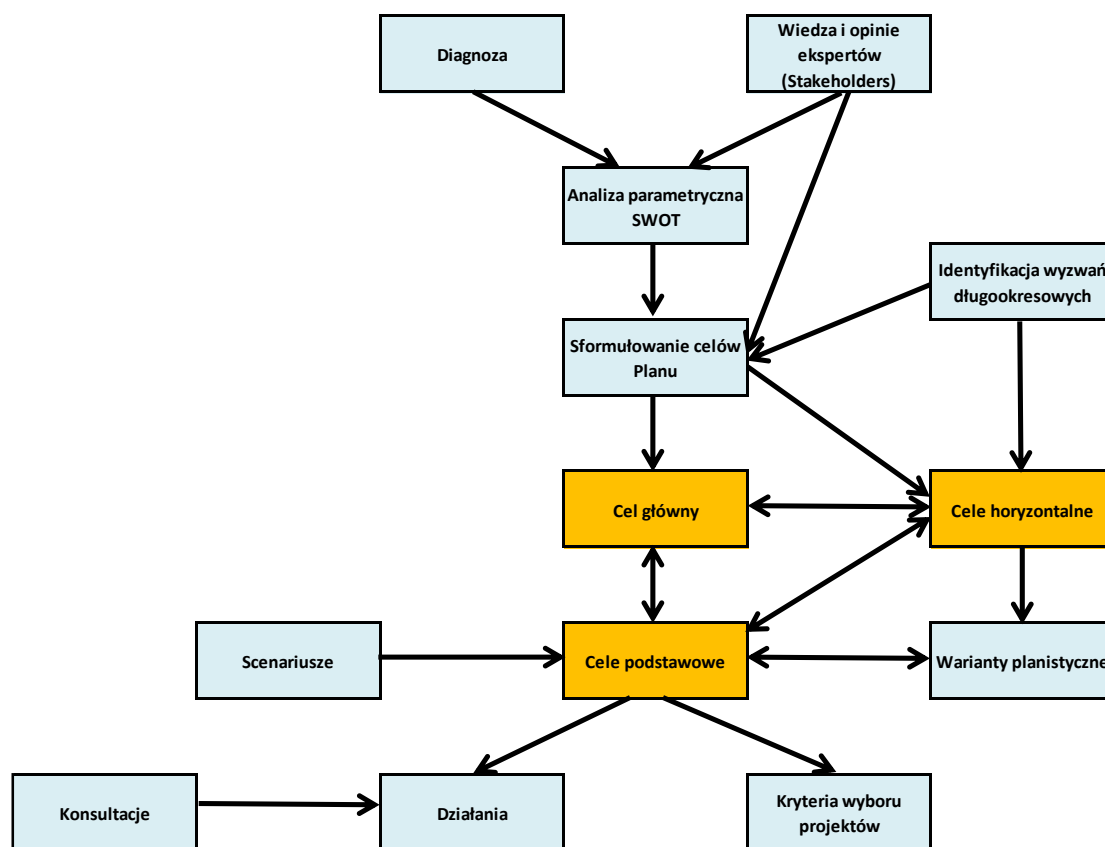 Diagnoza
Wiedza i opinie
ekspertów
(Stakeholders)
Analiza parametryczna
SWOT
Identyfikacja wyzwań
długookresowych
Sformułowanie celów
Planu
Cel główny
Cele horyzontalne
Scenariusze
Cele podstawowe
Warianty planistyczne
Konsultacje
Działania
Kryteria wyboru
projektów